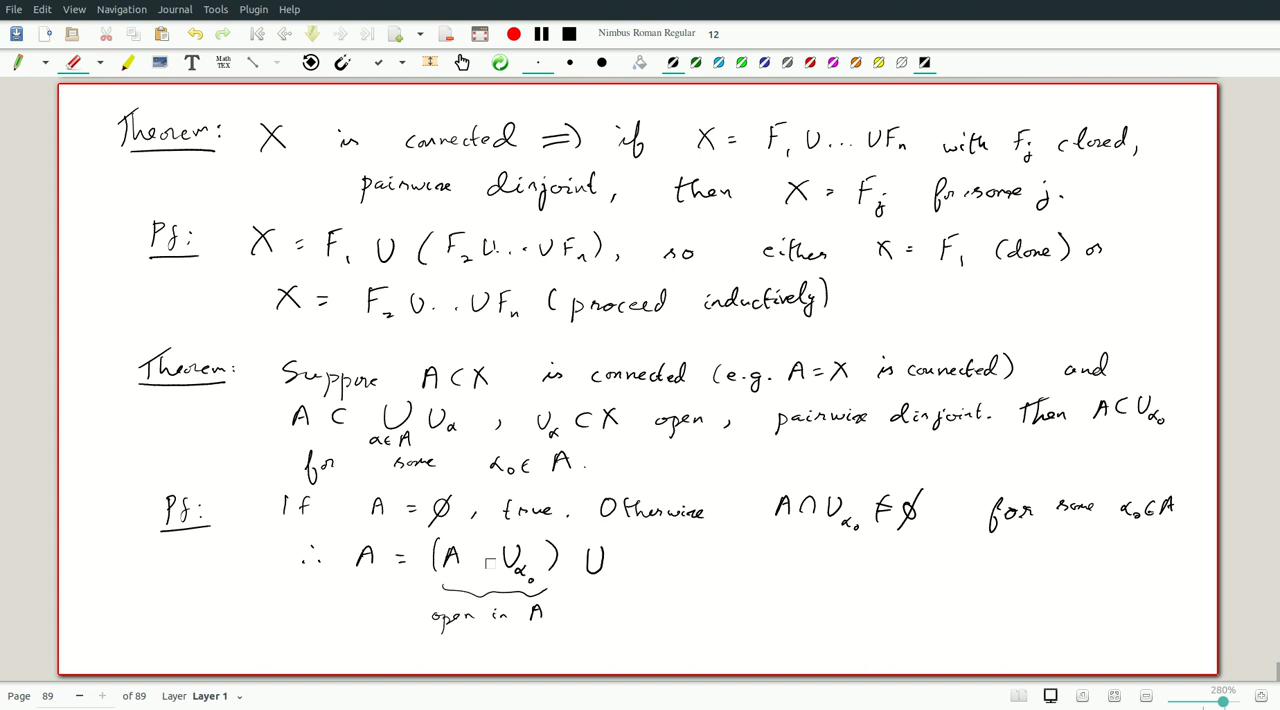 File Edit View Navigation Journal Tools Plugin Help
Nimbus Roman Regular 12
Math TEX
Theorem: X is connected ⟹ if X = F₁ ∪ ... ∪ Fₙ with Fⱼ closed,
pairwise disjoint, then X = Fⱼ for some j.
Pf: X = F₁ ∪ (F₂ ∪ ... ∪ Fₙ), so either X = F₁ (done) or
X = F₂ ∪ ... ∪ Fₙ (proceed inductively)
Theorem: Suppose A ⊂ X is connected (e.g. A = X is connected) and
A ⊂ ⋃_{α∈A} U_α, U_α ⊂ X open, pairwise disjoint. Then A ⊂ U_{α₀}
for some α₀ ∈ A.
Pf: If A = ∅, true. Otherwise A ∩ U_{α₀} ≠ ∅ for some α₀ ∈ A
∴ A = (A U_{α₀}) ∪
open in A
Page 89 − + of 89 Layer Layer 1 280%